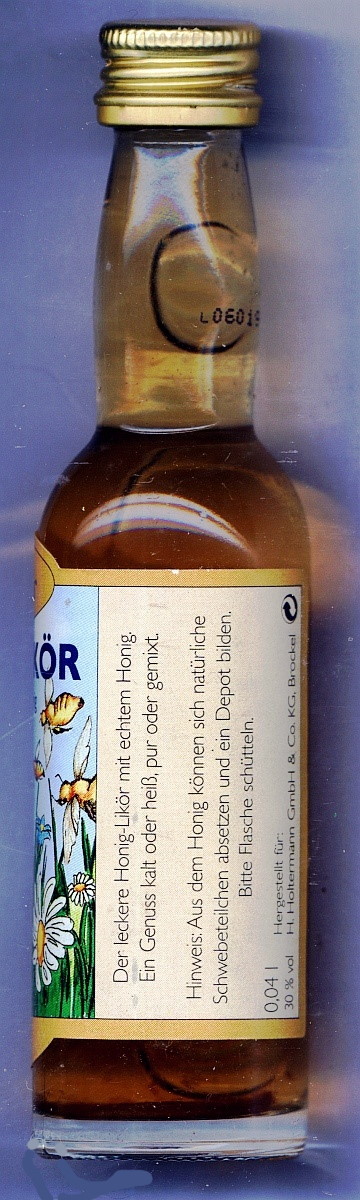 L06019
KÖR
Der leckere Honig-Likör mit echtem Honig.
Ein Genuss kalt oder heiß, pur oder gemixt.
Hinweis: Aus dem Honig können sich natürliche
Schwebeteilchen absetzen und ein Depot bilden.
Bitte Flasche schütteln.
0,04 l
Hergestellt für:
30 % vol
H. Holtermann GmbH & Co. KG, Brockel